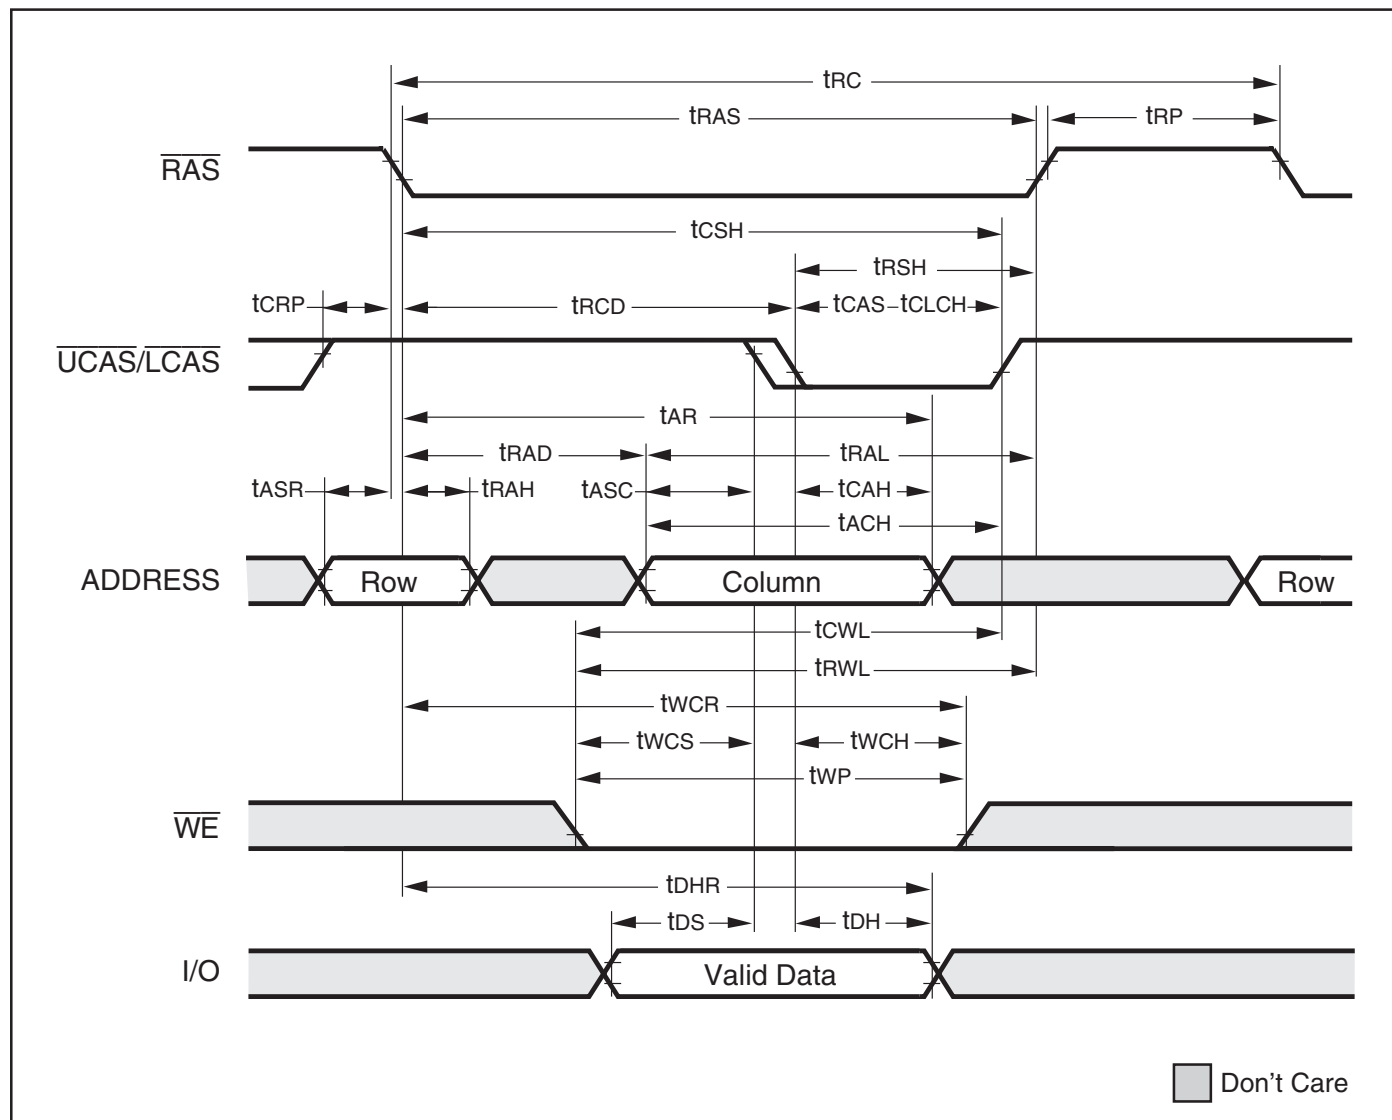 tRC
tRAS
tRP
RAS
tCSH
tRSH
tCRP
tRCD
tCAS
tCLCH
UCAS/LCAS
tAR
tRAD
tRAL
tASR
tRAH
tASC
tCAH
tACH
ADDRESS
Row
Column
Row
tCWL
tRWL
tWCR
tWCS
tWCH
tWP
WE
tDHR
tDS
tDH
I/O
Valid Data
Don't Care